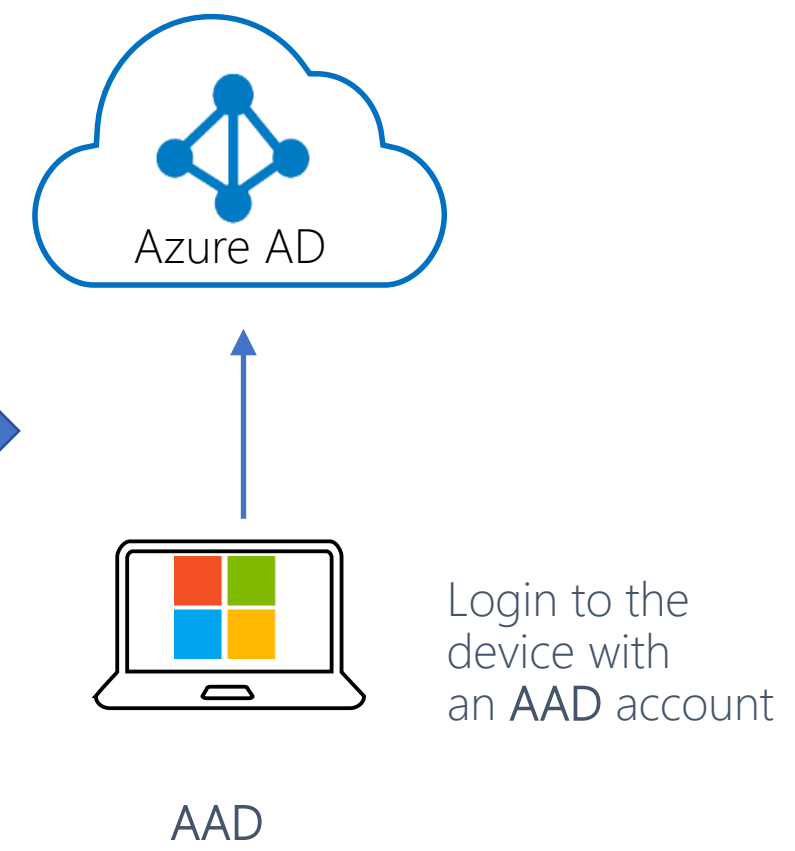 Azure AD
Login to the
device with
an AAD account
AAD